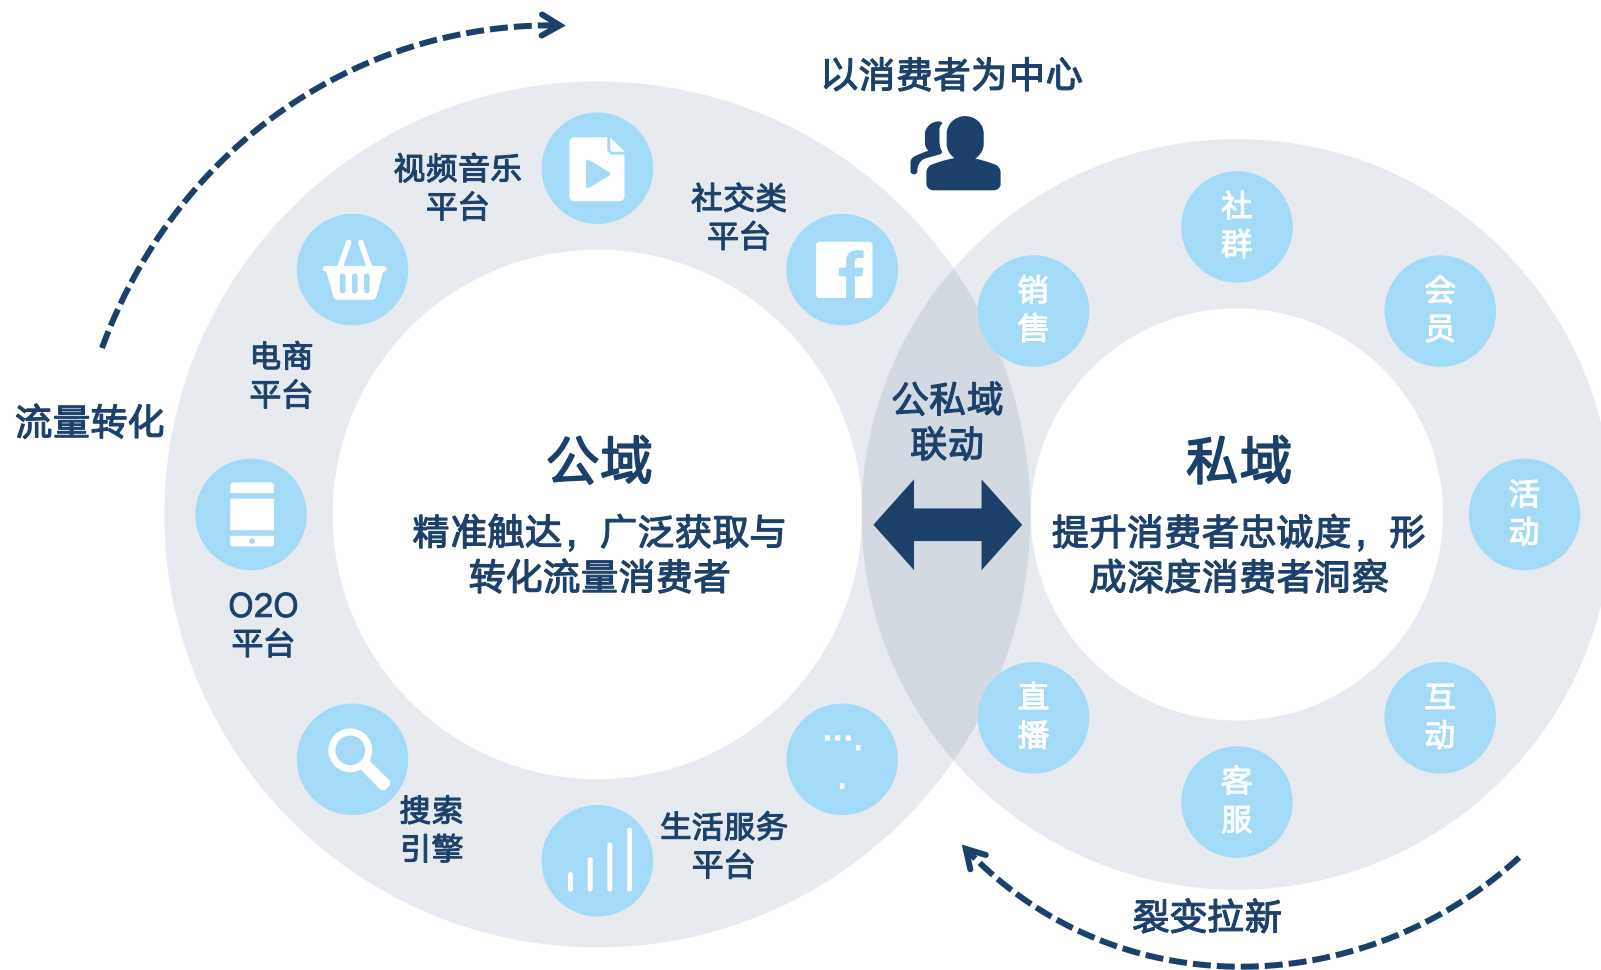 以消费者为中心
视频音乐
平台
社交类
平台
社
群
销
售
会
员
电商
平台
公私域
联动
流量转化
公域
精准触达，广泛获取与
转化流量消费者
私域
提升消费者忠诚度，形
成深度消费者洞察
活
动
O2O
平台
直
播
互
动
搜索
引擎
生活服务
平台
客
服
裂变拉新